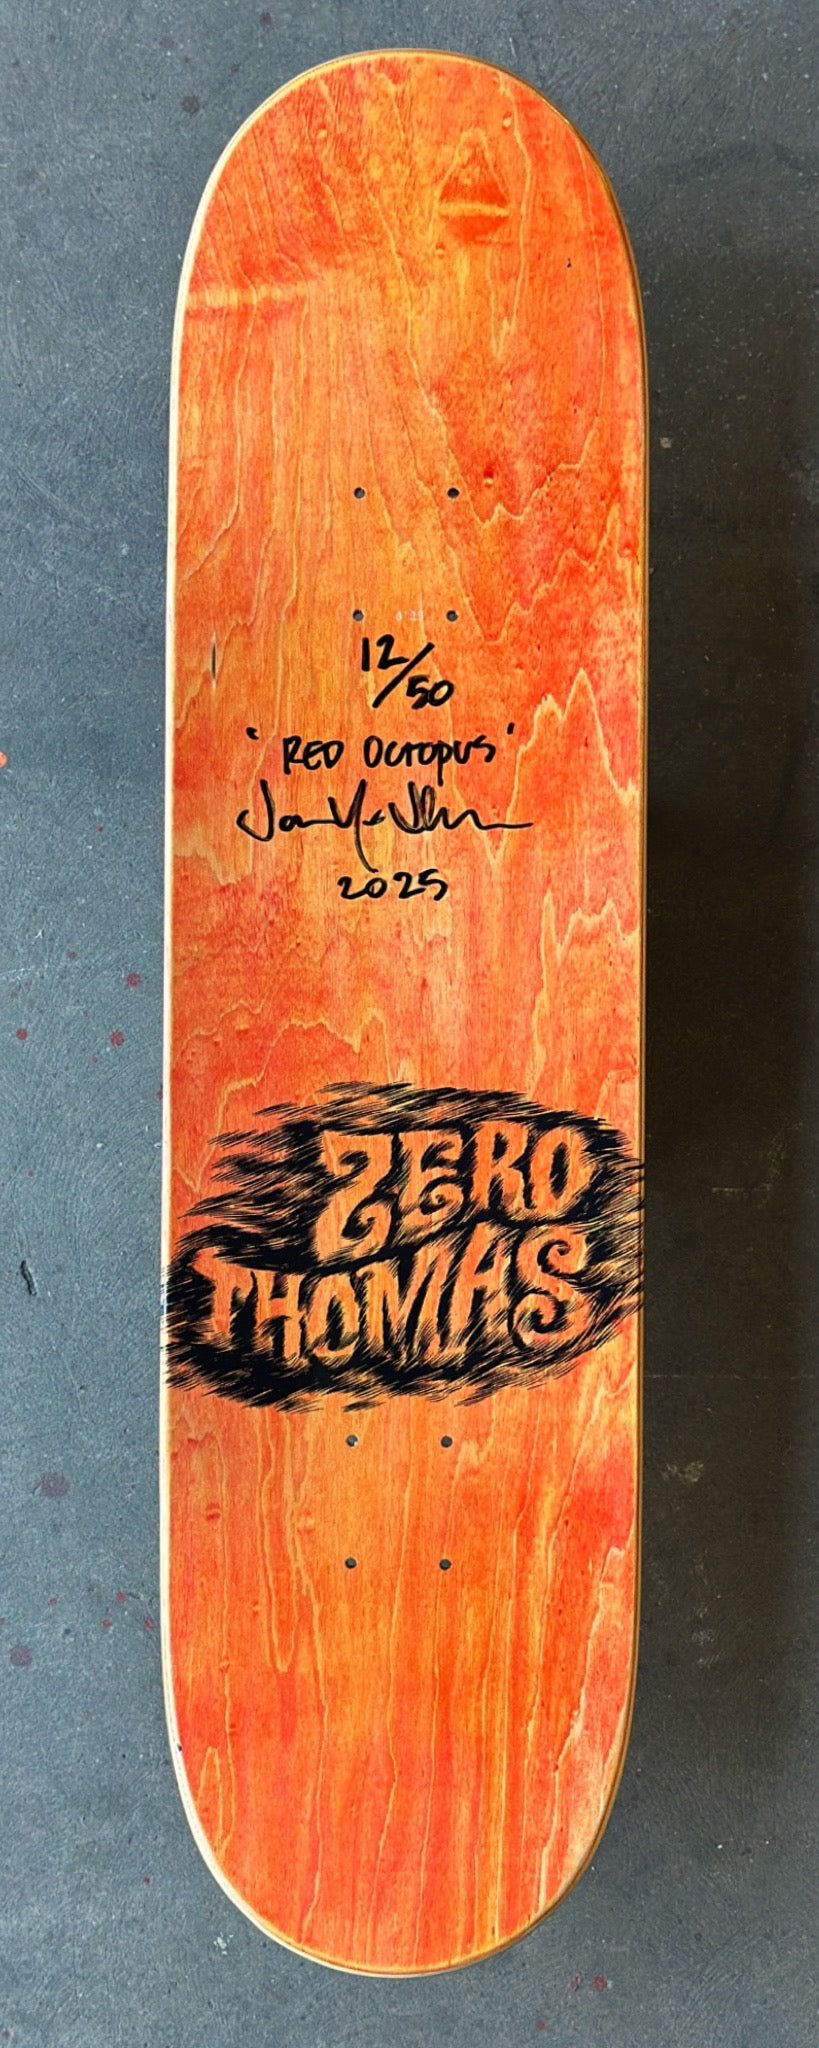 12/50
'RED OCTOPUS'
2025
ZERO
THOMAS